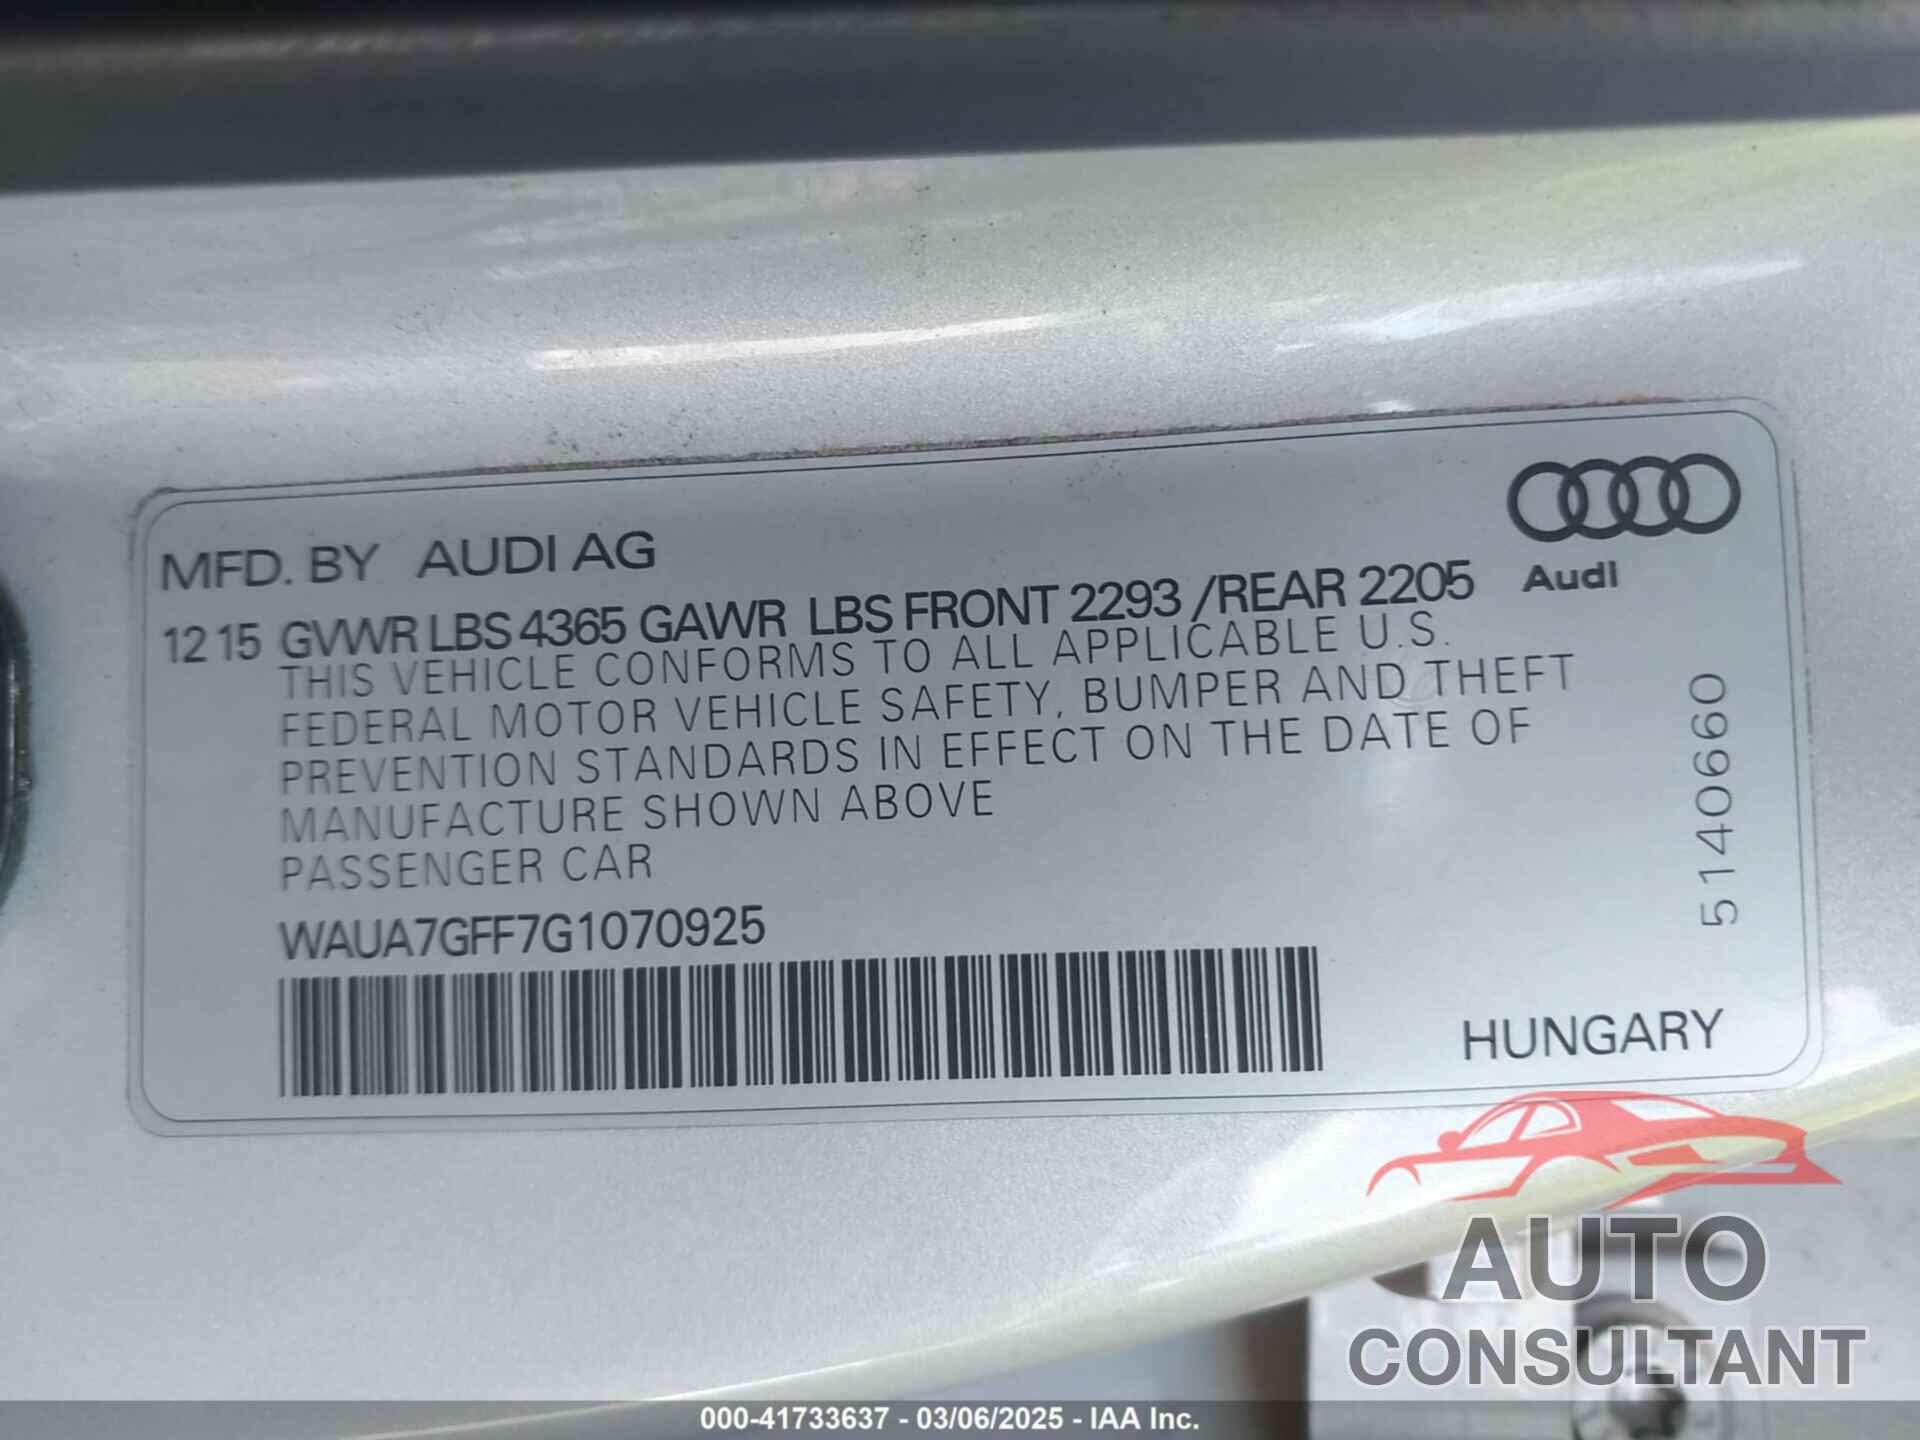 MFD. BY AUDI AG
Audi
12 15 GVWR LBS 4365 GAWR LBS FRONT 2293 /REAR 2205
THIS VEHICLE CONFORMS TO ALL APPLICABLE U.S.
FEDERAL MOTOR VEHICLE SAFETY, BUMPER AND THEFT
PREVENTION STANDARDS IN EFFECT ON THE DATE OF
MANUFACTURE SHOWN ABOVE
PASSENGER CAR
WAUA7GFF7G1070925
5140660
HUNGARY
AUTO
CONSULTANT
000-41733637 - 03/06/2025 - IAA Inc.